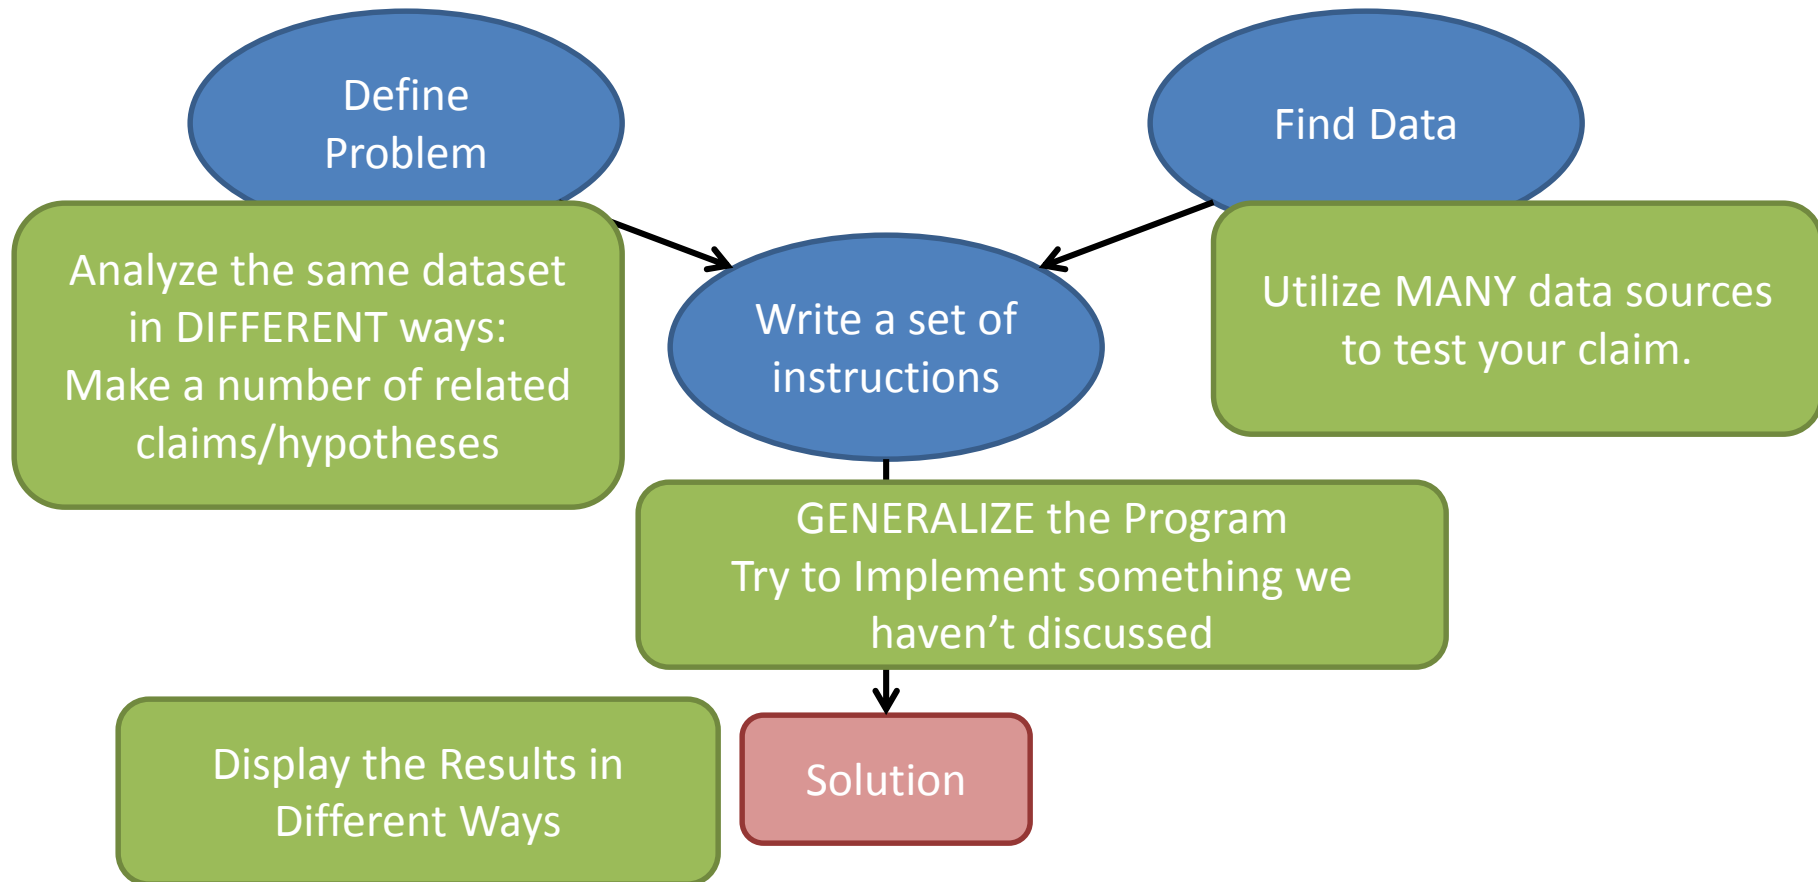 Define
Problem
Find Data
Analyze the same dataset
in DIFFERENT ways:
Make a number of related
claims/hypotheses
Write a set of
instructions
Utilize MANY data sources
to test your claim.
GENERALIZE the Program
Try to Implement something we
haven’t discussed
Display the Results in
Different Ways
Solution